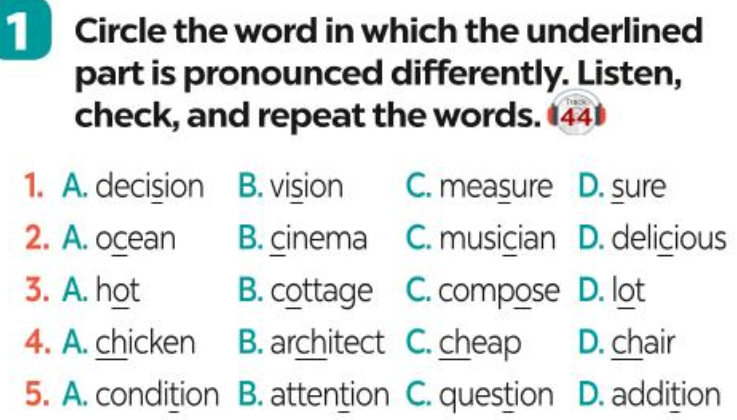 1 Circle the word in which the underlined
part is pronounced differently. Listen,
check, and repeat the words. Track 44
1. A. decision B. vision C. measure D. sure
2. A. ocean B. cinema C. musician D. delicious
3. A. hot B. cottage C. compose D. lot
4. A. chicken B. architect C. cheap D. chair
5. A. condition B. attention C. question D. addition